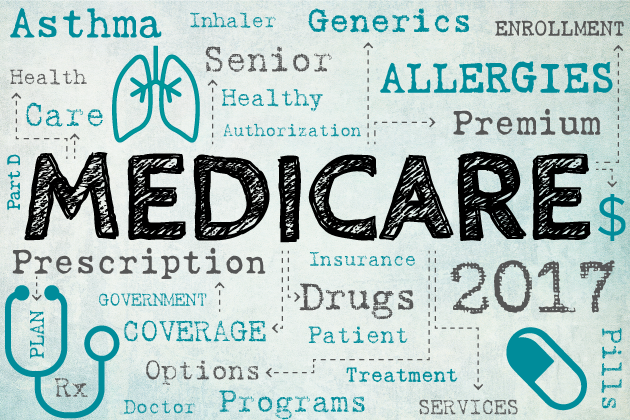 Asthma
Inhaler
Generics
ENROLLMENT
Health
Senior
ALLERGIES
Care
Healthy
Authorization
Premium
Part D
MEDICARE
$
Prescription
Insurance
2017
GOVERNMENT
Drugs
PLAN
COVERAGE
Patient
Pills
Options
Treatment
Rx
Doctor
Programs
SERVICES